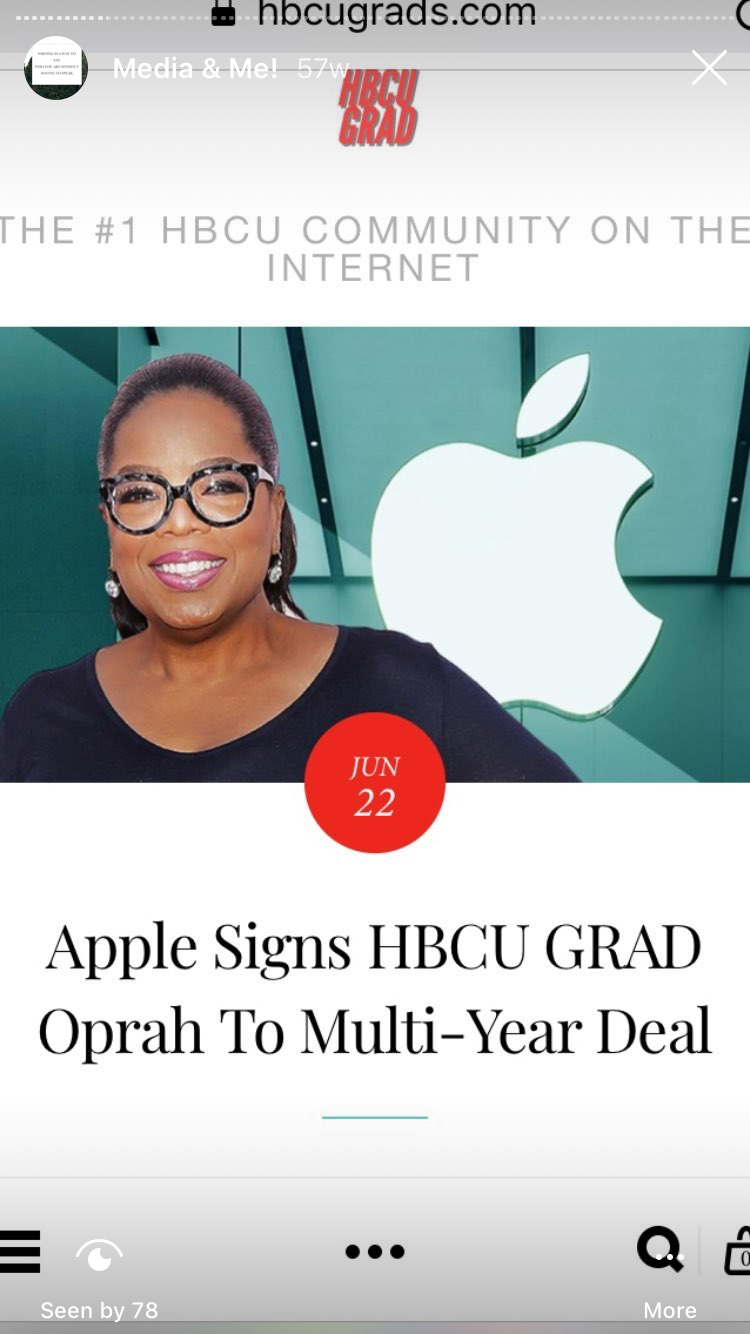 hbcugrads.com
Media & Me! 57w
HBCU
GRAD
THE #1 HBCU COMMUNITY ON THE
INTERNET
JUN
22
Apple Signs HBCU GRAD
Oprah To Multi-Year Deal
0
Seen by 78
More